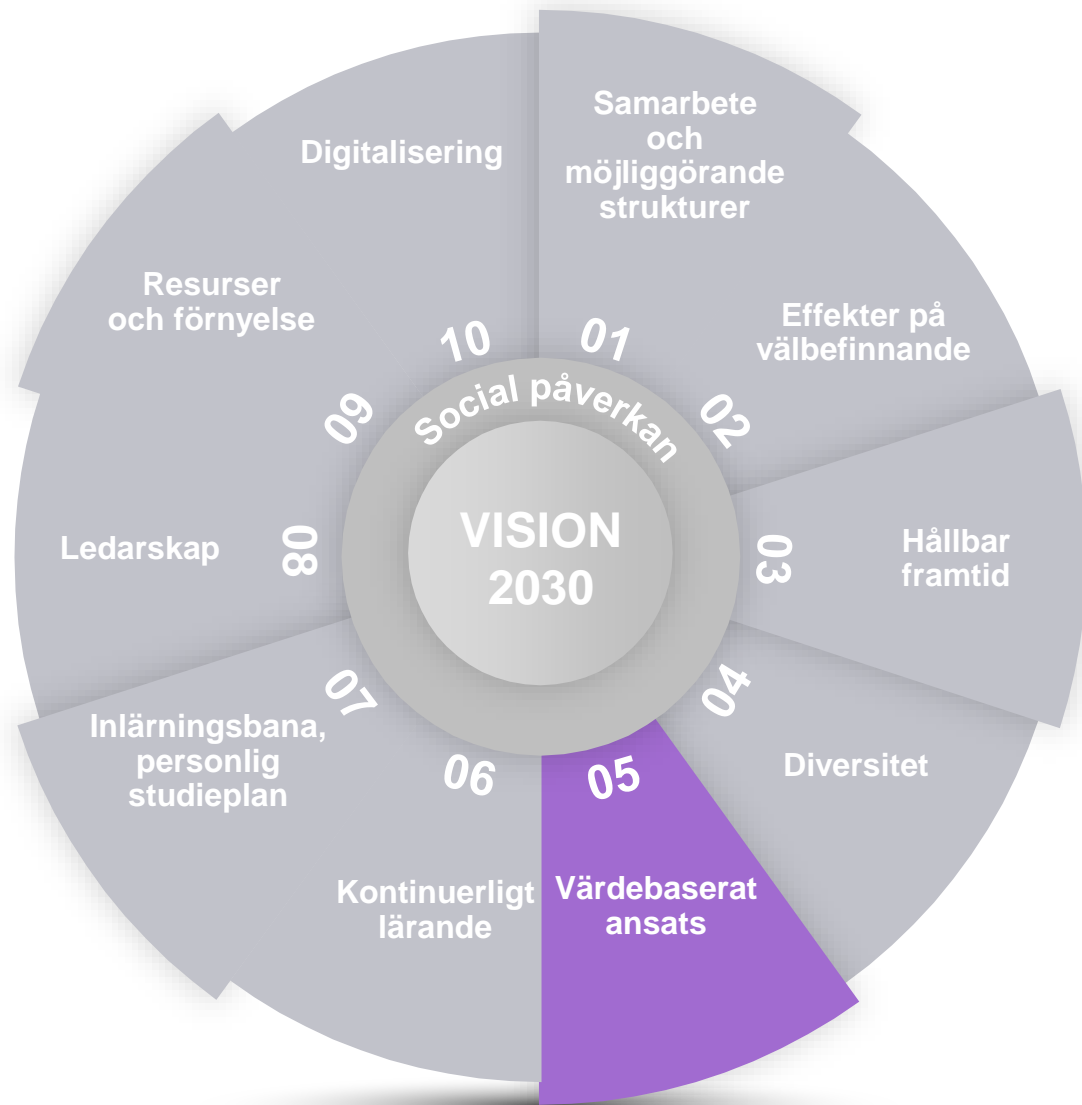 VISION
2030
Social påverkan
01
Samarbete
och
möjliggörande
strukturer
02
Effekter på
välbefinnande
03
Hållbar
framtid
04
Diversitet
05
Värdebaserat
ansats
06
Kontinuerligt
lärande
07
Inlärningsbana,
personlig
studieplan
08
Ledarskap
09
Resurser
och förnyelse
10
Digitalisering